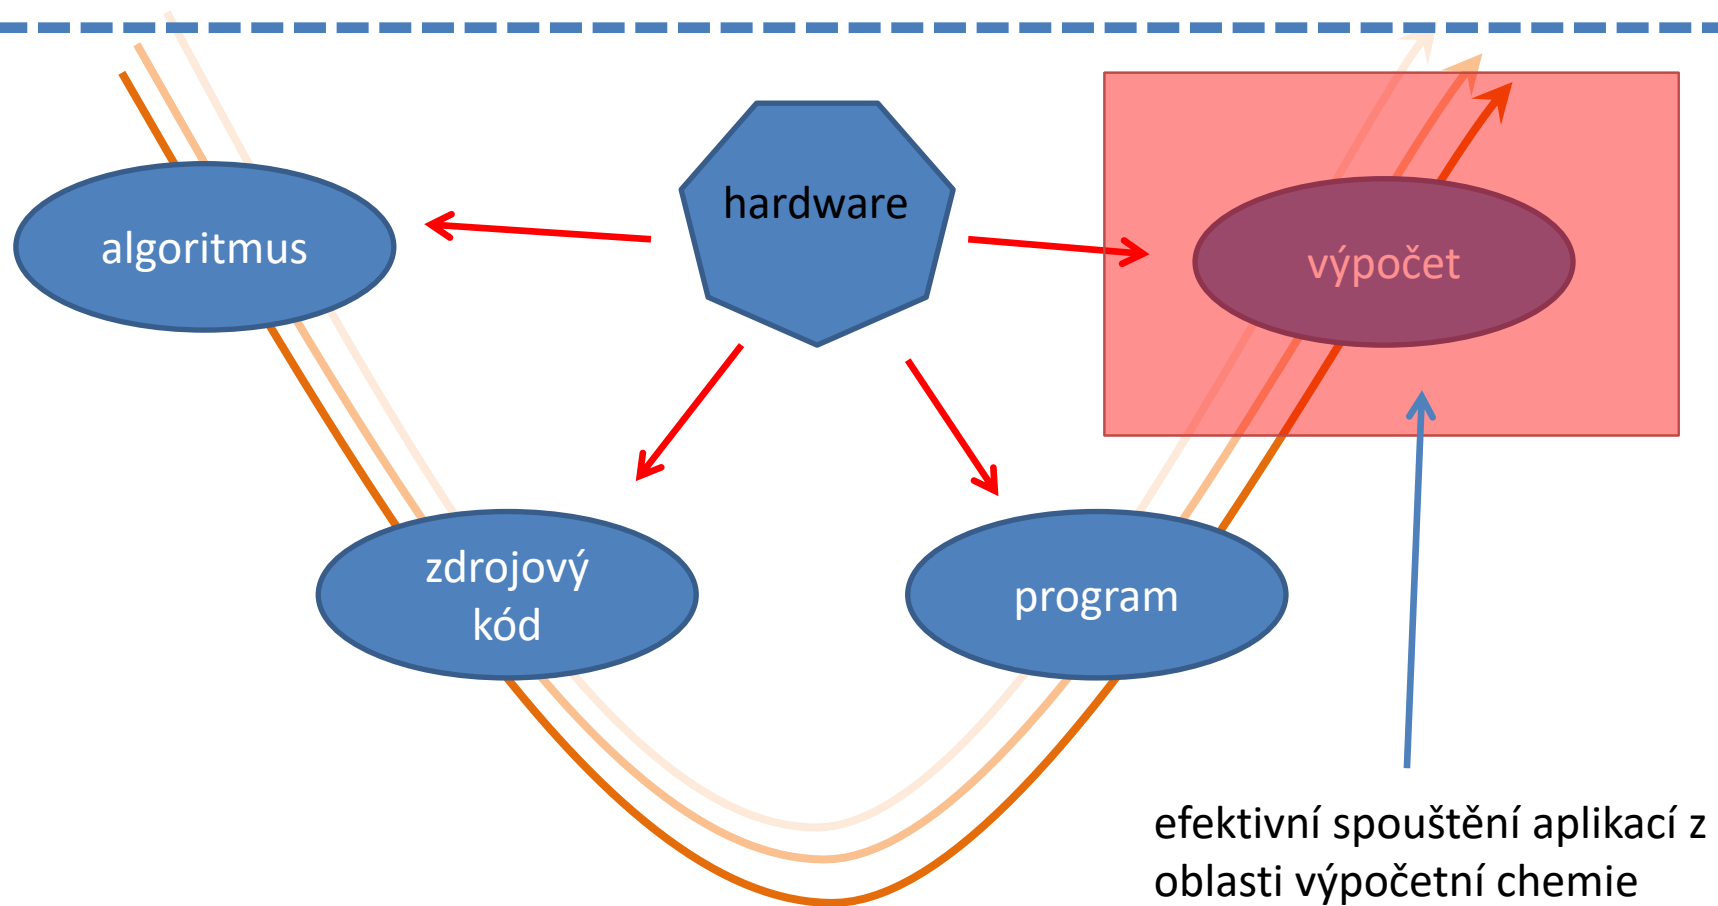 hardware
algoritmus
výpočet
zdrojový
kód
program
efektivní spouštění aplikací z
oblasti výpočetní chemie